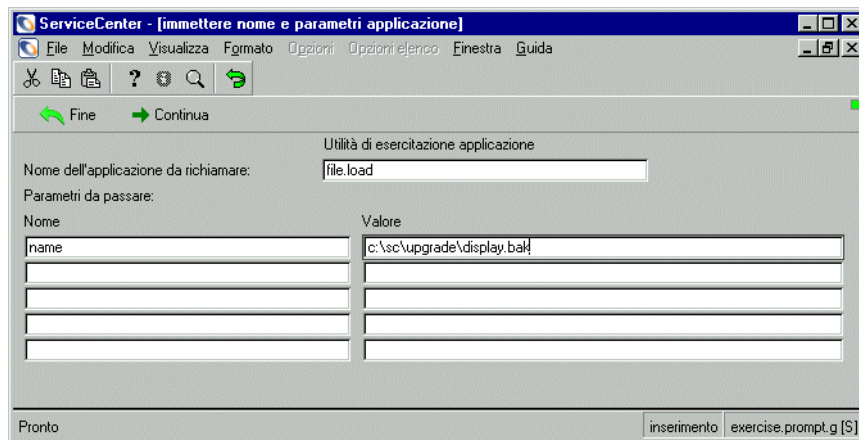 ServiceCenter - [immettere nome e parametri applicazione]
File Modifica Visualizza Formato Opzioni Opzioni elenco Finestra Guida
?
Fine Continua
Utilità di esercitazione applicazione
Nome dell'applicazione da richiamare: file.load
Parametri da passare:
Nome Valore
name c:\sc\upgrade\display.bak
Pronto inserimento exercise.prompt.g [S]